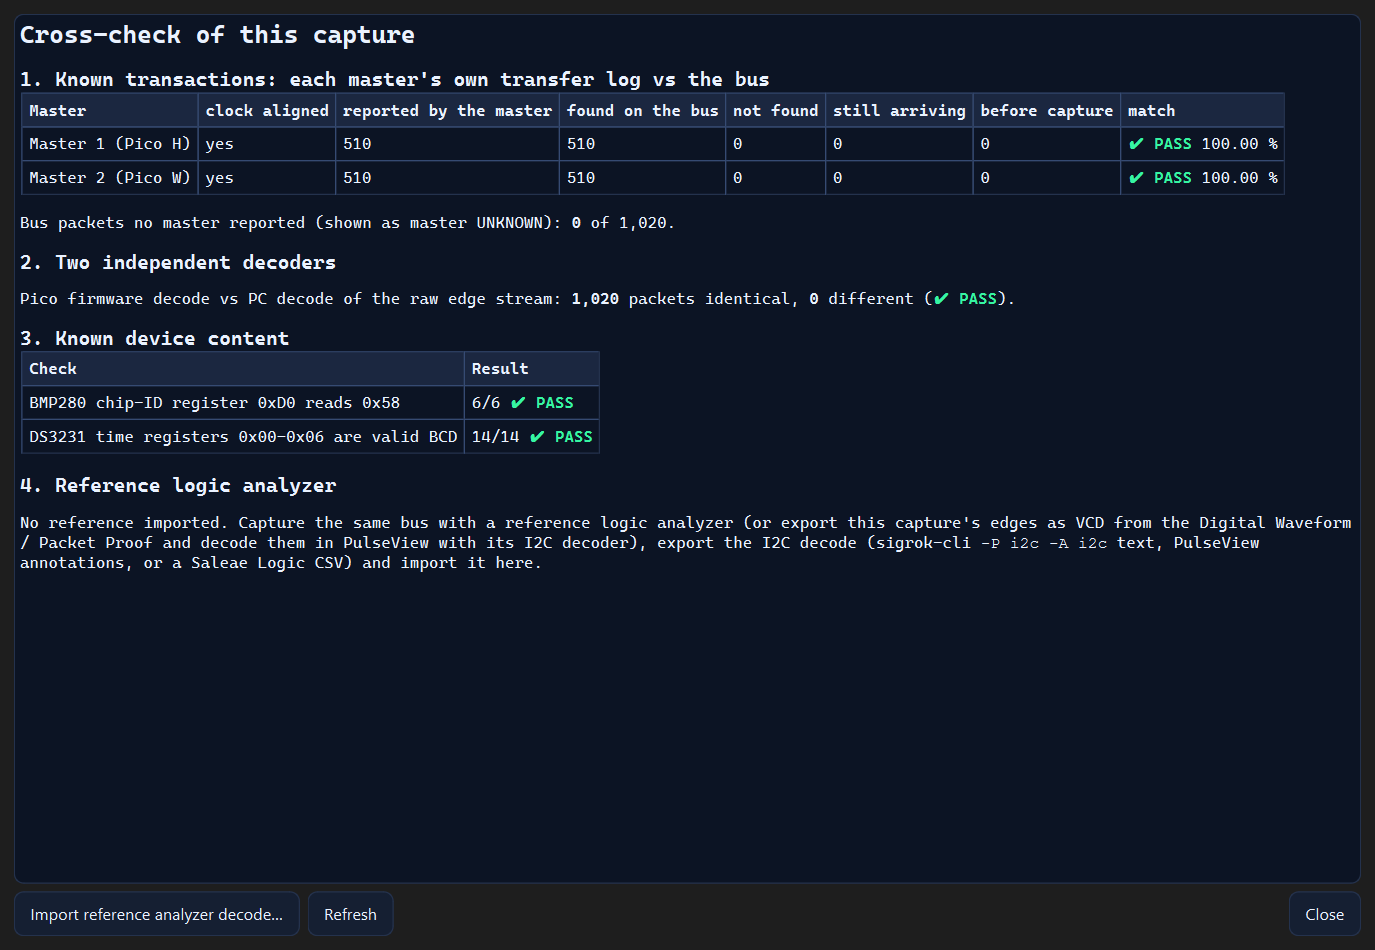 Cross-check of this capture
1. Known transactions: each master's own transfer log vs the bus
Master clock aligned reported by the master found on the bus not found still arriving before capture match
Master 1 (Pico H) yes 510 510 0 0 0 ✔ PASS 100.00 %
Master 2 (Pico W) yes 510 510 0 0 0 ✔ PASS 100.00 %
Bus packets no master reported (shown as master UNKNOWN): 0 of 1,020.
2. Two independent decoders
Pico firmware decode vs PC decode of the raw edge stream: 1,020 packets identical, 0 different (✔ PASS).
3. Known device content
Check Result
BMP280 chip-ID register 0xD0 reads 0x58 6/6 ✔ PASS
DS3231 time registers 0x00-0x06 are valid BCD 14/14 ✔ PASS
4. Reference logic analyzer
No reference imported. Capture the same bus with a reference logic analyzer (or export this capture's edges as VCD from the Digital Waveform
/ Packet Proof and decode them in PulseView with its I2C decoder), export the I2C decode (sigrok-cli -P i2c -A i2c text, PulseView
annotations, or a Saleae Logic CSV) and import it here.
Import reference analyzer decode... Refresh Close